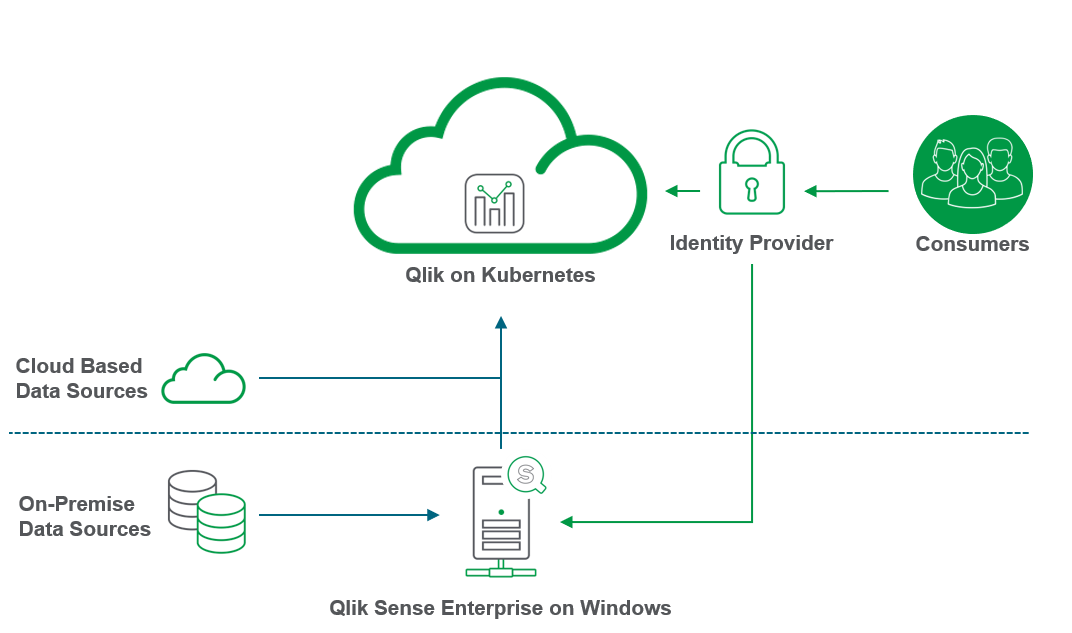 Identity Provider
Consumers
Qlik on Kubernetes
Cloud Based
Data Sources
S
On-Premise
Data Sources
Qlik Sense Enterprise on Windows